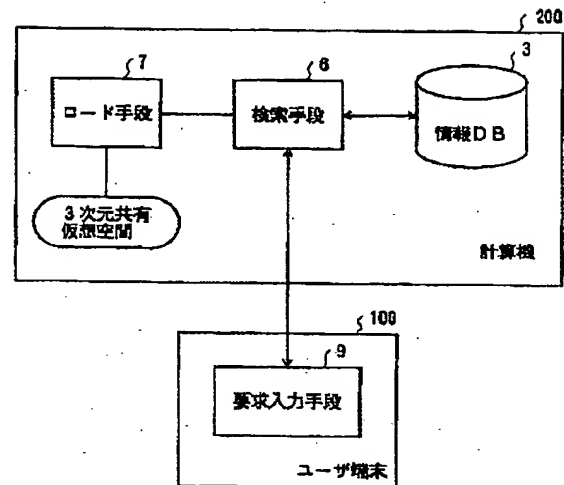 200
7
6
3
ロード手段
検索手段
情報DB
3次元共有
仮想空間
計算機
100
9
要求入力手段
ユーザ端末